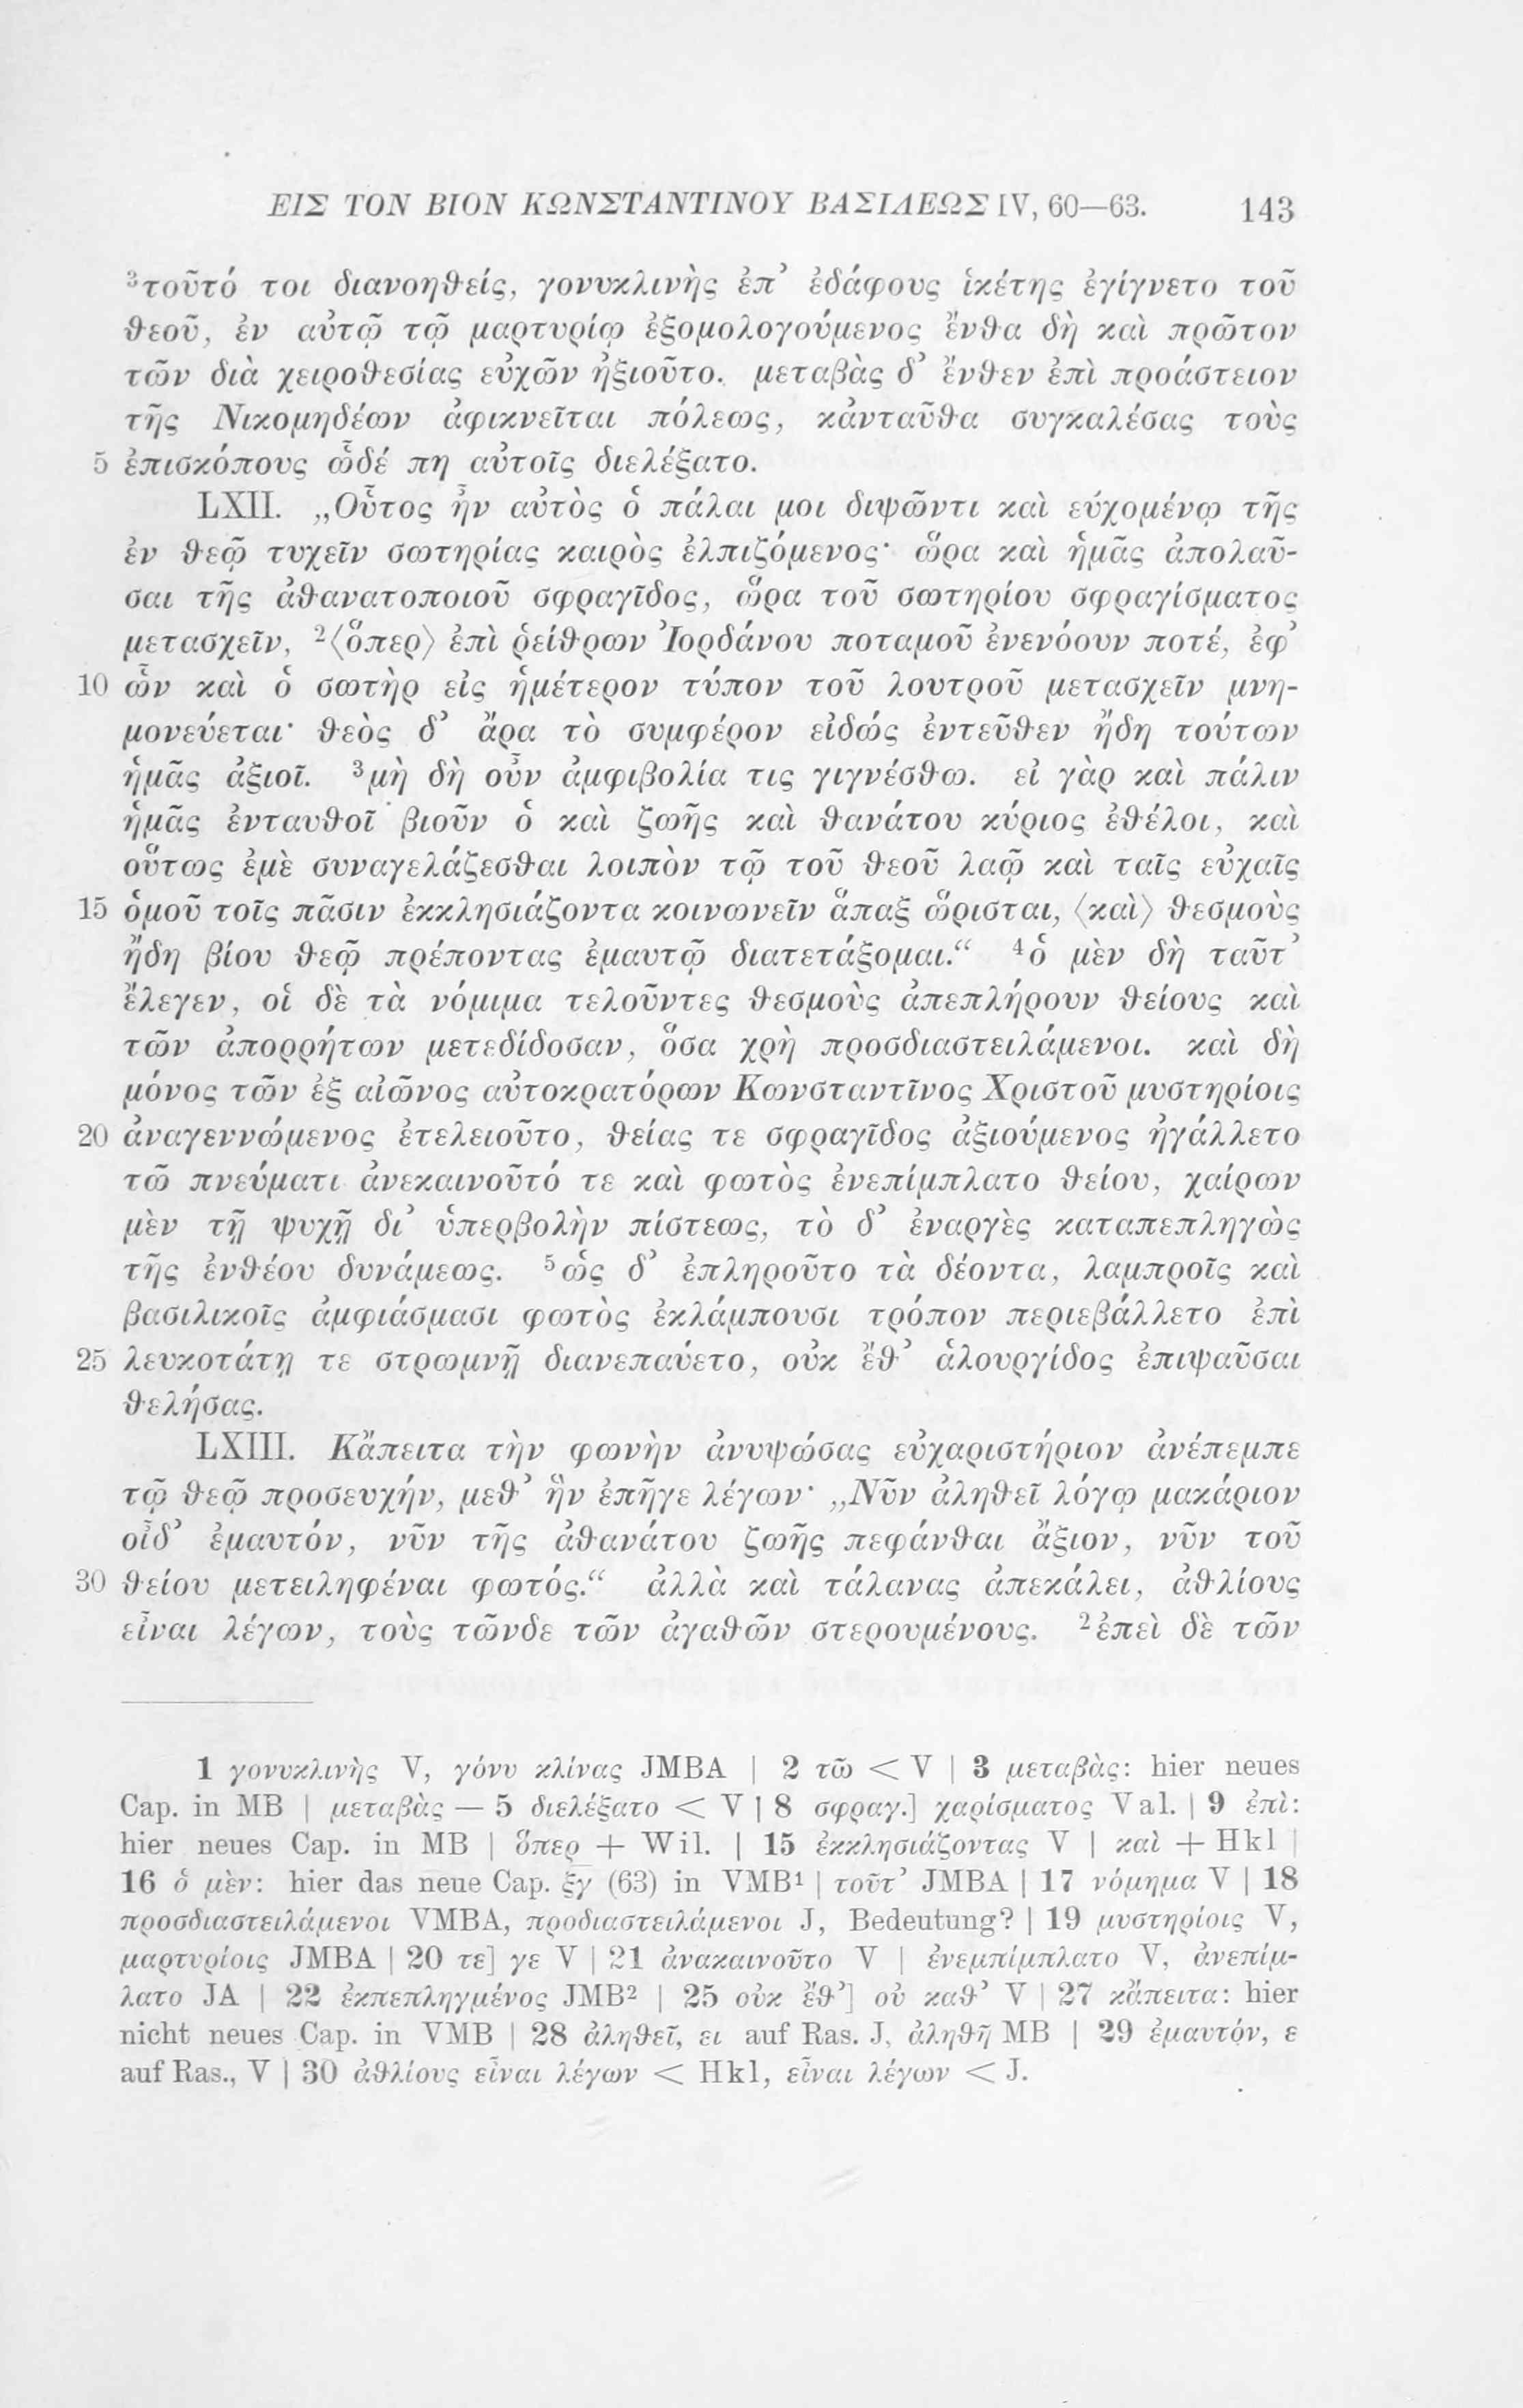 ΕΙΣ ΤΟΝ ΒΙΟΝ ΚΩΝΣΤΑΝΤΙΝΟΥ ΒΑΣΙΛΕΩΣ IV, 60—63. 143
³τοῦτό τοι διανοηθείς, γονυκλινὴς ἐπ’ ἐδάφους ἱκέτης ἐγίγνετο τοῦ
θεοῦ, ἐν αὐτῷ τῷ μαρτυρίῳ ἐξομολογούμενος ἔνθα δὴ καὶ πρῶτον
τῶν διὰ χειροθεσίας εὐχῶν ἠξιοῦτο. μεταβὰς δ’ ἔνθεν ἐπὶ προάστειον
τῆς Νικομηδέων ἀφικνεῖται πόλεως, κἀνταῦθα συγκαλέσας τοὺς
5 ἐπισκόπους ὧδέ πη αὐτοῖς διελέξατο.
LXII. „Οὗτος ἦν αὐτὸς ὁ πάλαι μοι διψῶντι καὶ εὐχομένῳ τῆς
ἐν θεῷ τυχεῖν σωτηρίας καιρὸς ἐλπιζόμενος· ὥρα καὶ ἡμᾶς ἀπολαῦ-
σαι τῆς ἀθανατοποιοῦ σφραγῖδος, ὥρα τοῦ σωτηρίου σφραγίσματος
μετασχεῖν, ²⟨ὅπερ⟩ ἐπὶ ῥείθρων Ἰορδάνου ποταμοῦ ἐνενόουν ποτέ, ἐφ’
10 ὧν καὶ ὁ σωτὴρ εἰς ἡμέτερον τύπον τοῦ λουτροῦ μετασχεῖν μνη-
μονεύεται· θεὸς δ’ ἄρα τὸ συμφέρον εἰδώς ἐντεῦθεν ἤδη τούτων
ἡμᾶς ἀξιοῖ. ³μὴ δὴ οὖν ἀμφιβολία τις γιγνέσθω. εἰ γὰρ καὶ πάλιν
ἡμᾶς ἐνταυθοῖ βιοῦν ὁ καὶ ζωῆς καὶ θανάτου κύριος ἐθέλοι, καὶ
οὕτως ἐμὲ συναγελάζεσθαι λοιπὸν τῷ τοῦ θεοῦ λαῷ καὶ ταῖς εὐχαῖς
15 ὁμοῦ τοῖς πᾶσιν ἐκκλησιάζοντα κοινωνεῖν ἅπαξ ὥρισται, ⟨καὶ⟩ θεσμοὺς
ἤδη βίου θεῷ πρέποντας ἐμαυτῷ διατετάξομαι.“ ⁴ὁ μὲν δὴ ταῦτ’
ἔλεγεν, οἱ δὲ τὰ νόμιμα τελοῦντες θεσμοὺς ἀπεπλήρουν θείους καὶ
τῶν ἀπορρήτων μετεδίδοσαν, ὅσα χρὴ προσδιαστειλάμενοι. καὶ δὴ
μόνος τῶν ἐξ αἰῶνος αὐτοκρατόρων Κωνσταντῖνος Χριστοῦ μυστηρίοις
20 ἀναγεννώμενος ἐτελειοῦτο, θείας τε σφραγῖδος ἀξιούμενος ἠγάλλετο
τῷ πνεύματι ἀνεκαινοῦτό τε καὶ φωτὸς ἐνεπίμπλατο θείου, χαίρων
μὲν τῇ ψυχῇ δι’ ὑπερβολὴν πίστεως, τὸ δ’ ἐναργὲς καταπεπληγὼς
τῆς ἐνθέου δυνάμεως. ⁵ὡς δ’ ἐπληροῦτο τὰ δέοντα, λαμπροῖς καὶ
βασιλικοῖς ἀμφιάσμασι φωτὸς ἐκλάμπουσι τρόπον περιεβάλλετο ἐπὶ
25 λευκοτάτῃ τε στρωμνῇ διανεπαύετο, οὐκ ἔθ’ ἁλουργίδος ἐπιψαῦσαι
θελήσας.
LXIII. Κἄπειτα τὴν φωνὴν ἀνυψώσας εὐχαριστήριον ἀνέπεμπε
τῷ θεῷ προσευχήν, μεθ’ ἣν ἐπῆγε λέγων· „Νῦν ἀληθεῖ λόγῳ μακάριον
οἶδ’ ἐμαυτόν, νῦν τῆς ἀθανάτου ζωῆς πεφάνθαι ἄξιον, νῦν τοῦ
30 θείου μετειληφέναι φωτός.“ ἀλλὰ καὶ τάλανας ἀπεκάλει, ἀθλίους
εἶναι λέγων, τοὺς τῶνδε τῶν ἀγαθῶν στερουμένους. ²ἐπεὶ δὲ τῶν
1 γονυκλινὴς V, γόνυ κλίνας JMBA | 2 τῶ < V | 3 μεταβὰς: hier neues
Cap. in MB | μεταβὰς — 5 διελέξατο < V | 8 σφραγ.] χαρίσματος Val. | 9 ἐπὶ:
hier neues Cap. in MB | ὅπερ + Wil. | 15 ἐκκλησιάζοντας V | καὶ + Hkl |
16 ὁ μὲν: hier das neue Cap. ξγ (63) in VMB¹ | τοῦτ’ JMBA | 17 νόμημα V | 18
προσδιαστειλάμενοι VMBA, προδιαστειλάμενοι J, Bedeutung? | 19 μυστηρίοις V,
μαρτυρίοις JMBA | 20 τε] γε V | 21 ἀνακαινοῦτο V | ἐνεμπίμπλατο V, ἀνεπίμ-
λατο JA | 22 ἐκπεπληγμένος JMB² | 25 οὐκ ἔθ’] οὐ καθ’ V | 27 κἄπειτα: hier
nicht neues Cap. in VMB | 28 ἀληθεῖ, ει auf Ras. J, ἀληθῆ MB | 29 ἐμαυτόν, ε
auf Ras., V | 30 ἀθλίους εἶναι λέγων < Hkl, εἶναι λέγων < J.